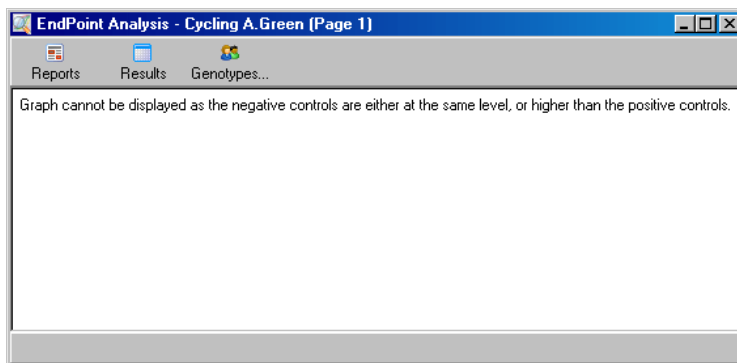 EndPoint Analysis - Cycling A.Green (Page 1)
Reports Results Genotypes...
Graph cannot be displayed as the negative controls are either at the same level, or higher than the positive controls.